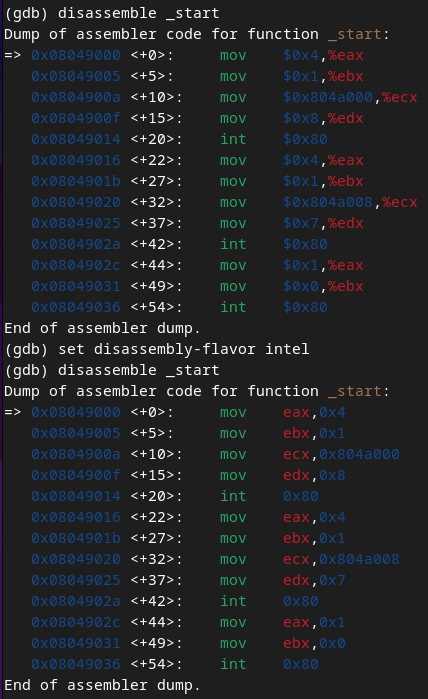 (gdb) disassemble _start
Dump of assembler code for function _start:
=> 0x08049000 <+0>:     mov    $0x4,%eax
   0x08049005 <+5>:     mov    $0x1,%ebx
   0x0804900a <+10>:    mov    $0x804a000,%ecx
   0x0804900f <+15>:    mov    $0x8,%edx
   0x08049014 <+20>:    int    $0x80
   0x08049016 <+22>:    mov    $0x4,%eax
   0x0804901b <+27>:    mov    $0x1,%ebx
   0x08049020 <+32>:    mov    $0x804a008,%ecx
   0x08049025 <+37>:    mov    $0x7,%edx
   0x0804902a <+42>:    int    $0x80
   0x0804902c <+44>:    mov    $0x1,%eax
   0x08049031 <+49>:    mov    $0x0,%ebx
   0x08049036 <+54>:    int    $0x80
End of assembler dump.
(gdb) set disassembly-flavor intel
(gdb) disassemble _start
Dump of assembler code for function _start:
=> 0x08049000 <+0>:     mov    eax,0x4
   0x08049005 <+5>:     mov    ebx,0x1
   0x0804900a <+10>:    mov    ecx,0x804a000
   0x0804900f <+15>:    mov    edx,0x8
   0x08049014 <+20>:    int    0x80
   0x08049016 <+22>:    mov    eax,0x4
   0x0804901b <+27>:    mov    ebx,0x1
   0x08049020 <+32>:    mov    ecx,0x804a008
   0x08049025 <+37>:    mov    edx,0x7
   0x0804902a <+42>:    int    0x80
   0x0804902c <+44>:    mov    eax,0x1
   0x08049031 <+49>:    mov    ebx,0x0
   0x08049036 <+54>:    int    0x80
End of assembler dump.